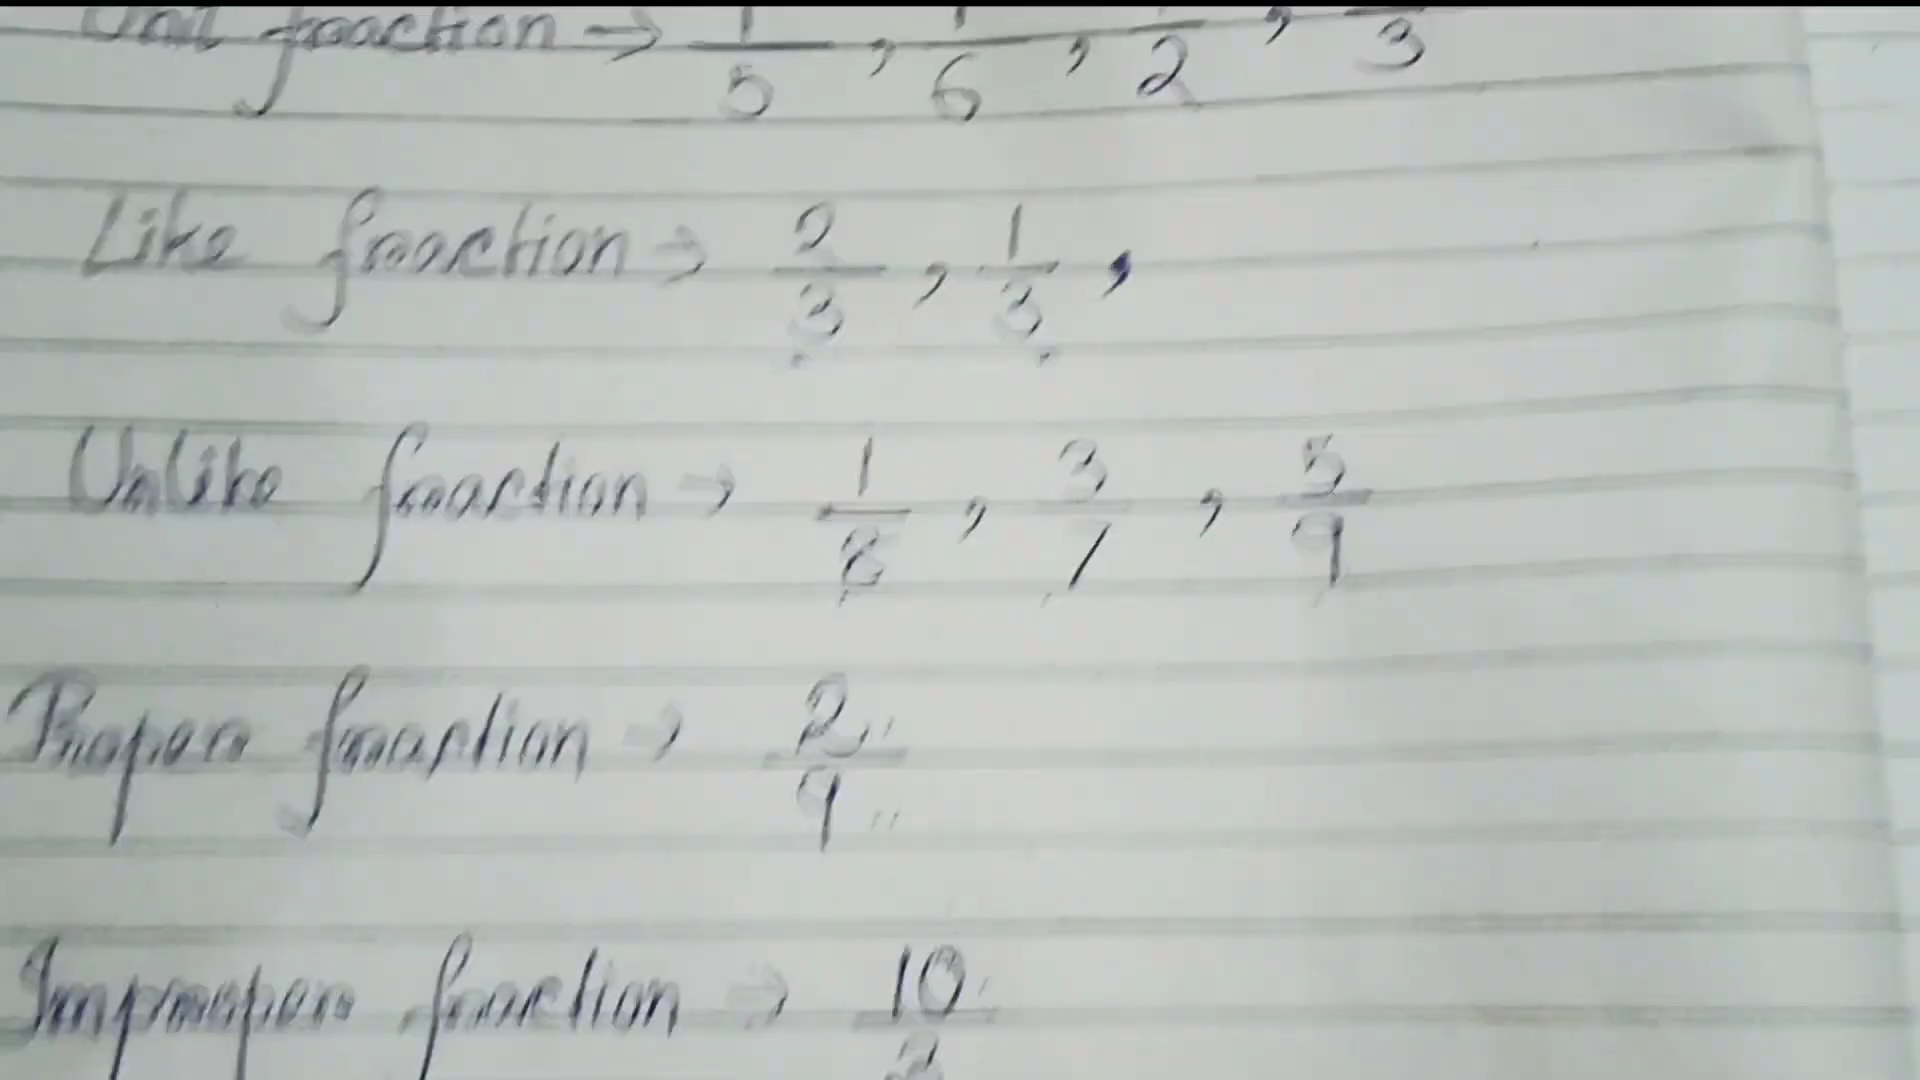 Unit fraction → 1/5, 1/6, 1/2, /3
Like fraction → 2/3, 1/3,
Unlike fraction → 1/8, 3/7, 5/9
Proper fraction → 2/9
Improper fraction → 10/